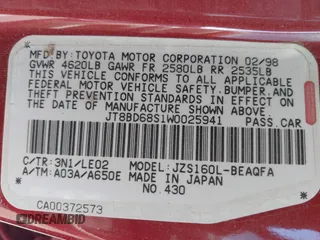 MFD.BY:TOYOTA MOTOR CORPORATION 02/98
GVWR 4620LB GAWR FR 2580LB RR 2535LB
THIS VEHICLE CONFORMS TO ALL APPLICABLE
FEDERAL MOTOR VEHICLE SAFETY, BUMPER, AND
THEFT PREVENTION STANDARDS IN EFFECT ON
THE DATE OF MANUFACTURE SHOWN ABOVE.
JT8BD68S1W0025941 PASS.CAR
C/TR:3N1/LE02 MODEL:JZS160L-BEAQFA
A/TM:A03A/A650E MADE IN JAPAN
NO.430
CA00372573
DREAMBID